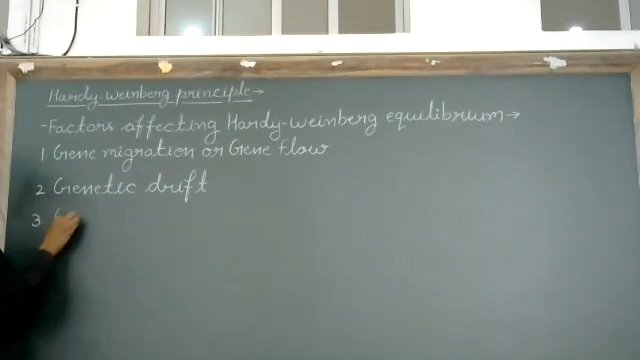 Hardy-weinberg principle→
-Factors affecting Hardy-weinberg equilibrium→
1. Gene migration or Gene flow
2. Genetic drift
3.